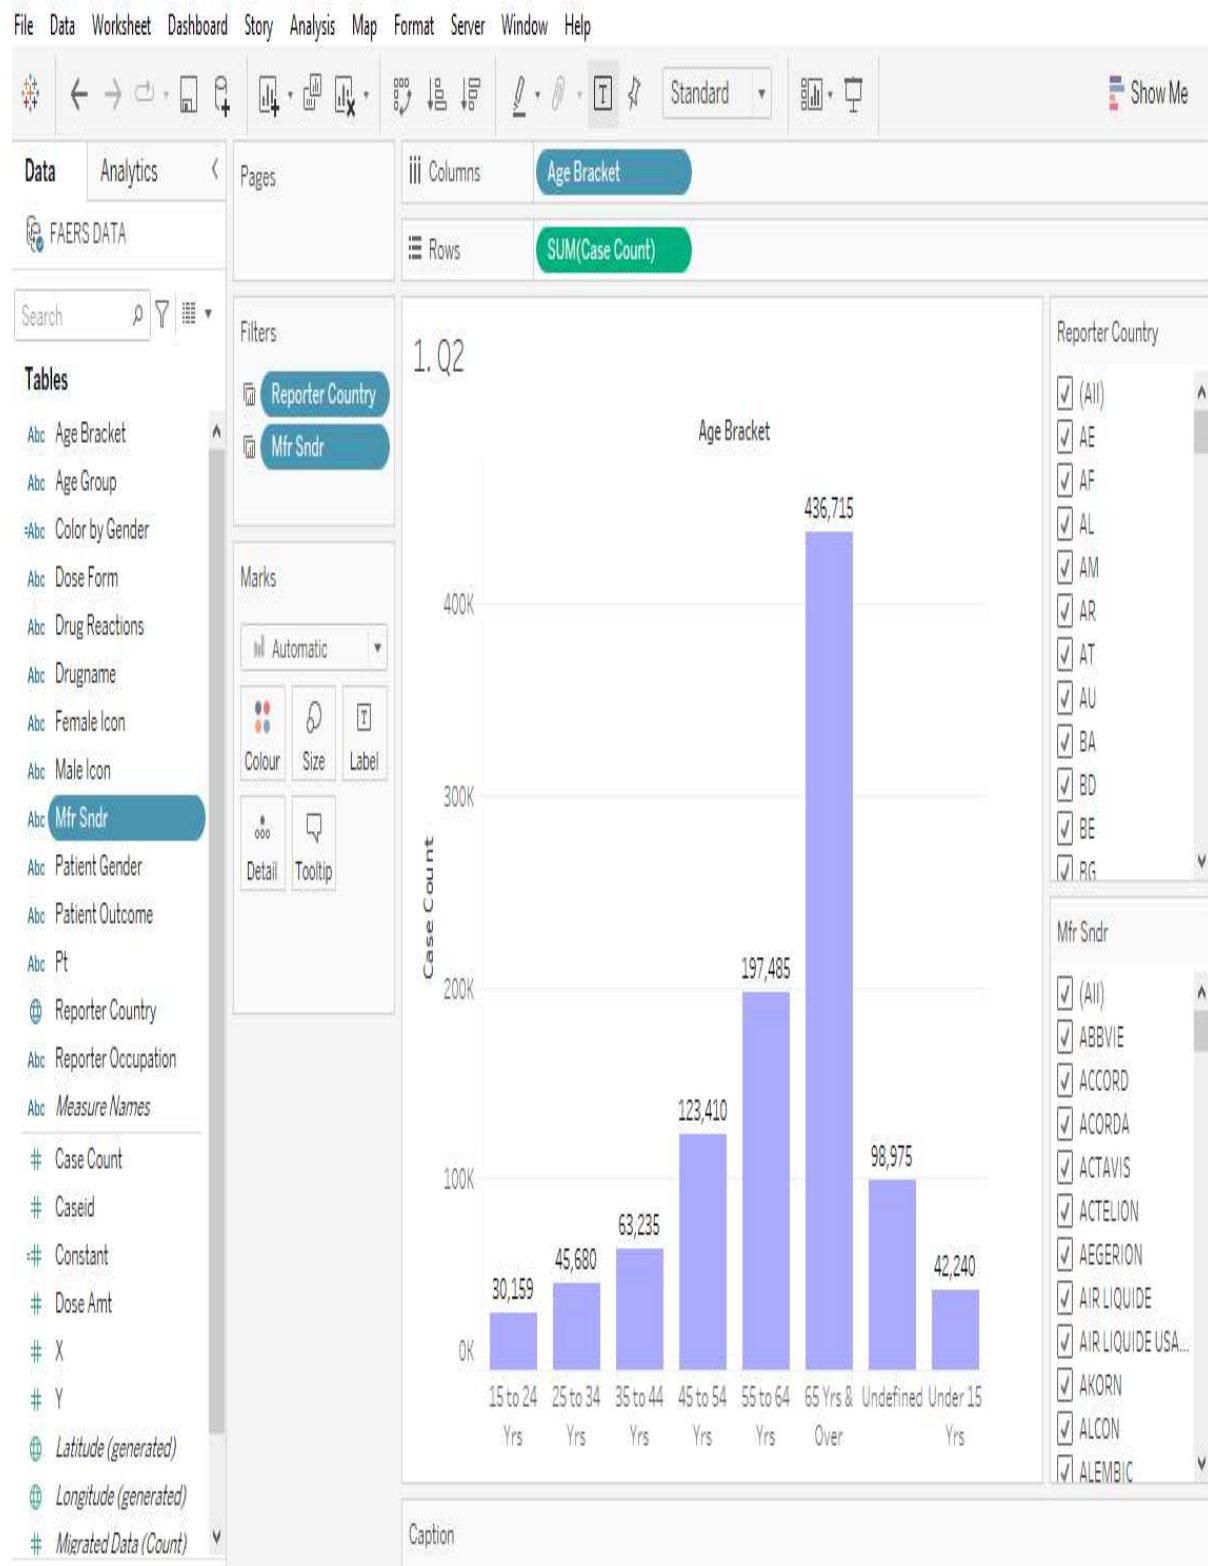 File Data Worksheet Dashboard Story Analysis Map Format Server Window Help
Standard
Show Me
Data Analytics
FAERS DATA
Search
Tables
Abc Age Bracket
Abc Age Group
=Abc Color by Gender
Abc Dose Form
Abc Drug Reactions
Abc Drugname
Abc Female Icon
Abc Male Icon
Abc Mfr Sndr
Abc Patient Gender
Abc Patient Outcome
Abc Pt
Reporter Country
Abc Reporter Occupation
Abc Measure Names
# Case Count
# Caseid
=# Constant
# Dose Amt
# X
# Y
Latitude (generated)
Longitude (generated)
# Migrated Data (Count)
Pages
Filters
Reporter Country
Mfr Sndr
Marks
Automatic
Colour Size Label
Detail Tooltip
Columns Age Bracket
Rows SUM(Case Count)
1. Q2
Age Bracket
Case Count
400K
300K
200K
100K
0K
30,159
45,680
63,235
123,410
197,485
436,715
98,975
42,240
15 to 24 Yrs
25 to 34 Yrs
35 to 44 Yrs
45 to 54 Yrs
55 to 64 Yrs
65 Yrs & Over
Undefined
Under 15 Yrs
Caption
Reporter Country
(All)
AE
AF
AL
AM
AR
AT
AU
BA
BD
BE
BG
Mfr Sndr
(All)
ABBVIE
ACCORD
ACORDA
ACTAVIS
ACTELION
AEGERION
AIR LIQUIDE
AIR LIQUIDE USA...
AKORN
ALCON
ALEMBIC